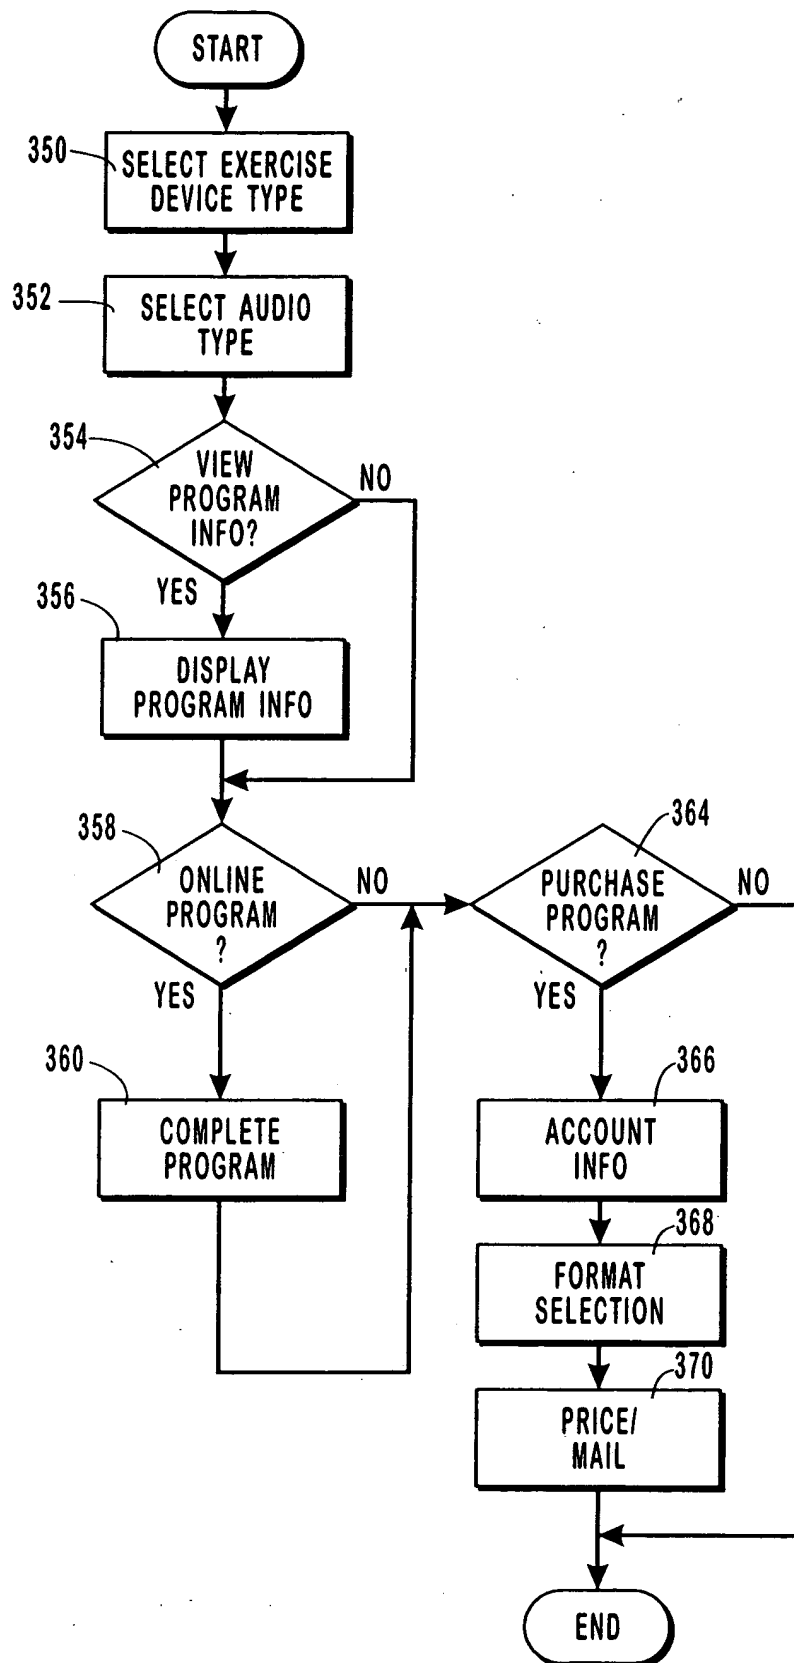 START
350
SELECT EXERCISE
DEVICE TYPE
352
SELECT AUDIO
TYPE
354
VIEW
PROGRAM
INFO?
NO
YES
356
DISPLAY
PROGRAM INFO
358
ONLINE
PROGRAM
?
NO
YES
360
COMPLETE
PROGRAM
364
PURCHASE
PROGRAM
?
NO
YES
366
ACCOUNT
INFO
368
FORMAT
SELECTION
370
PRICE/
MAIL
END